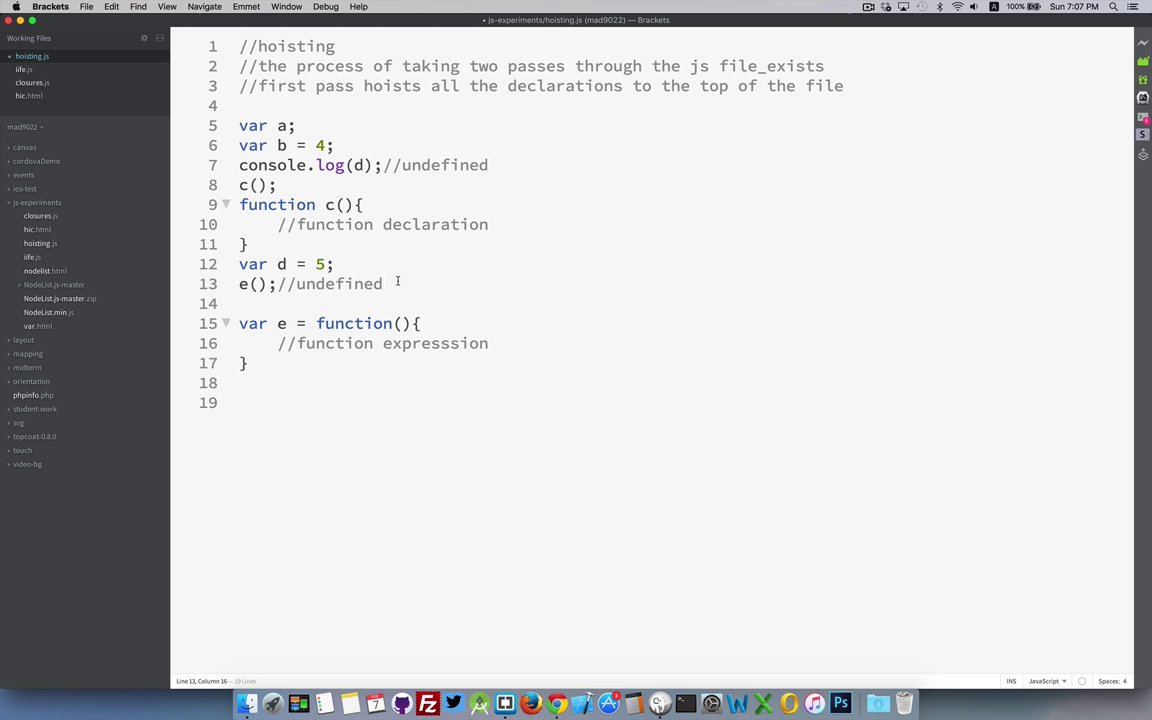 Brackets File Edit Find View Navigate Emmet Window Debug Help 100% Sun 7:07 PM
• js-experiments/hoisting.js (mad9022) — Brackets
Working Files
hoisting.js
iife.js
closures.js
hic.html
mad9022
canvas
cordovaDemo
events
ios-test
js-experiments
closures.js
hic.html
hoisting.js
iife.js
nodelist.html
NodeList.js-master
NodeList.js-master.zip
NodeList.min.js
var.html
layout
mapping
midterm
orientation
phpinfo.php
student-work
svg
topcoat-0.8.0
touch
video-bg
1 //hoisting
2 //the process of taking two passes through the js file_exists
3 //first pass hoists all the declarations to the top of the file
4
5 var a;
6 var b = 4;
7 console.log(d);//undefined
8 c();
9 function c(){
10 //function declaration
11 }
12 var d = 5;
13 e();//undefined
14
15 var e = function(){
16 //function expresssion
17 }
18
19
Line 13, Column 16 — 19 Lines
INS JavaScript Spaces: 4